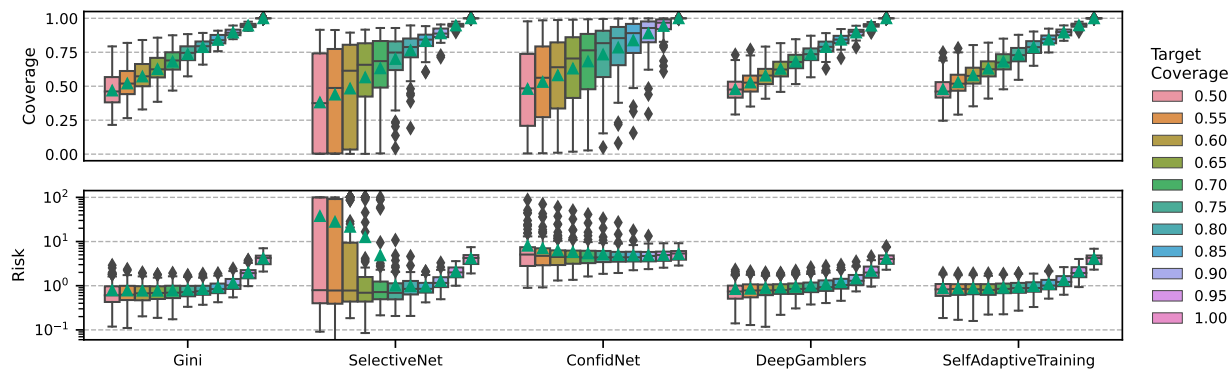 Coverage
1.00
0.75
0.50
0.25
0.00
Risk
10²
10¹
10⁰
10⁻¹
Gini
SelectiveNet
ConfidNet
DeepGamblers
SelfAdaptiveTraining
Target
Coverage
0.50
0.55
0.60
0.65
0.70
0.75
0.80
0.85
0.90
0.95
1.00